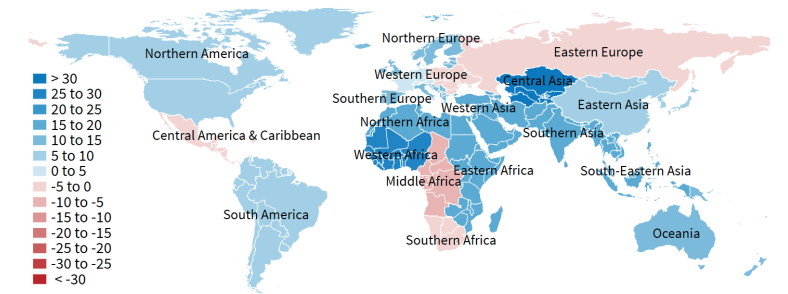 Northern Europe
Northern America
Eastern Europe
Western Europe
Central Asia
Southern Europe
Western Asia
Eastern Asia
Northern Africa
Central America & Caribbean
Southern Asia
Western Africa
Eastern Africa
South-Eastern Asia
Middle Africa
South America
Oceania
Southern Africa
> 30
25 to 30
20 to 25
15 to 20
10 to 15
5 to 10
0 to 5
-5 to 0
-10 to -5
-15 to -10
-20 to -15
-25 to -20
-30 to -25
< -30